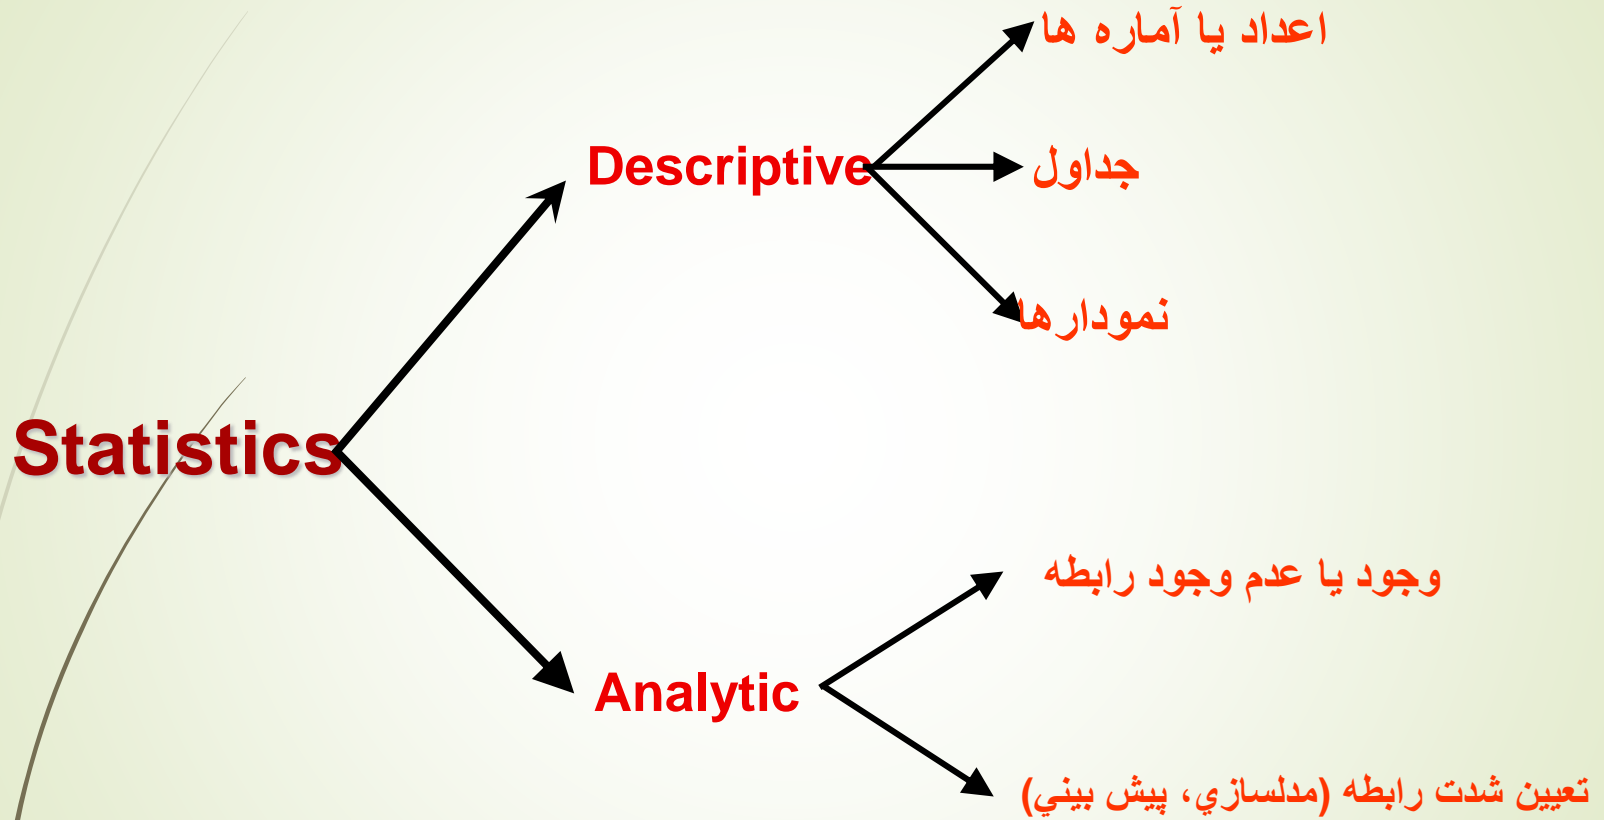 اعداد یا آماره ها
Descriptive
جداول
نمودارها
Statistics
وجود یا عدم وجود رابطه
Analytic
تعيين شدت رابطه (مدلسازي، پيش بيني)